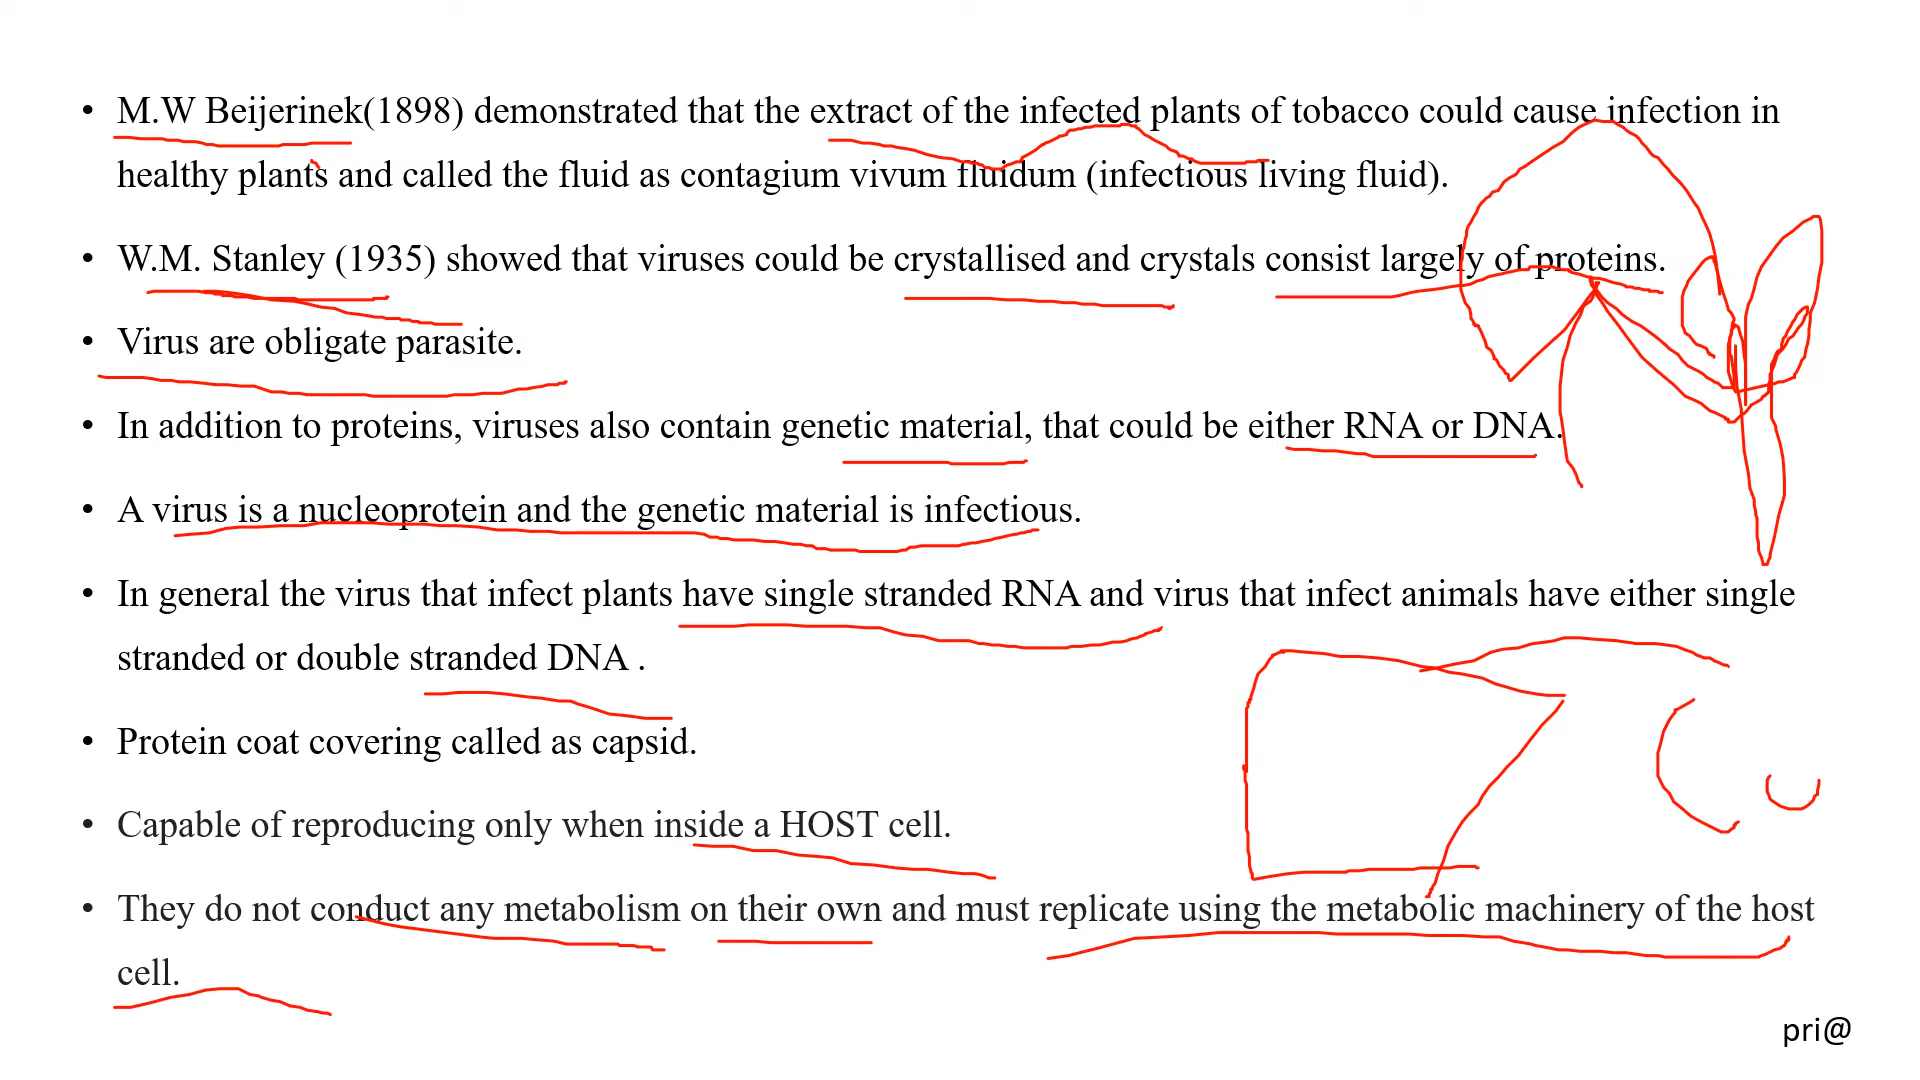 • M.W Beijerinek(1898) demonstrated that the extract of the infected plants of tobacco could cause infection in
healthy plants and called the fluid as contagium vivum fluidum (infectious living fluid).
• W.M. Stanley (1935) showed that viruses could be crystallised and crystals consist largely of proteins.
• Virus are obligate parasite.
• In addition to proteins, viruses also contain genetic material, that could be either RNA or DNA.
• A virus is a nucleoprotein and the genetic material is infectious.
• In general the virus that infect plants have single stranded RNA and virus that infect animals have either single
stranded or double stranded DNA .
• Protein coat covering called as capsid.
• Capable of reproducing only when inside a HOST cell.
• They do not conduct any metabolism on their own and must replicate using the metabolic machinery of the host
cell.
pri@